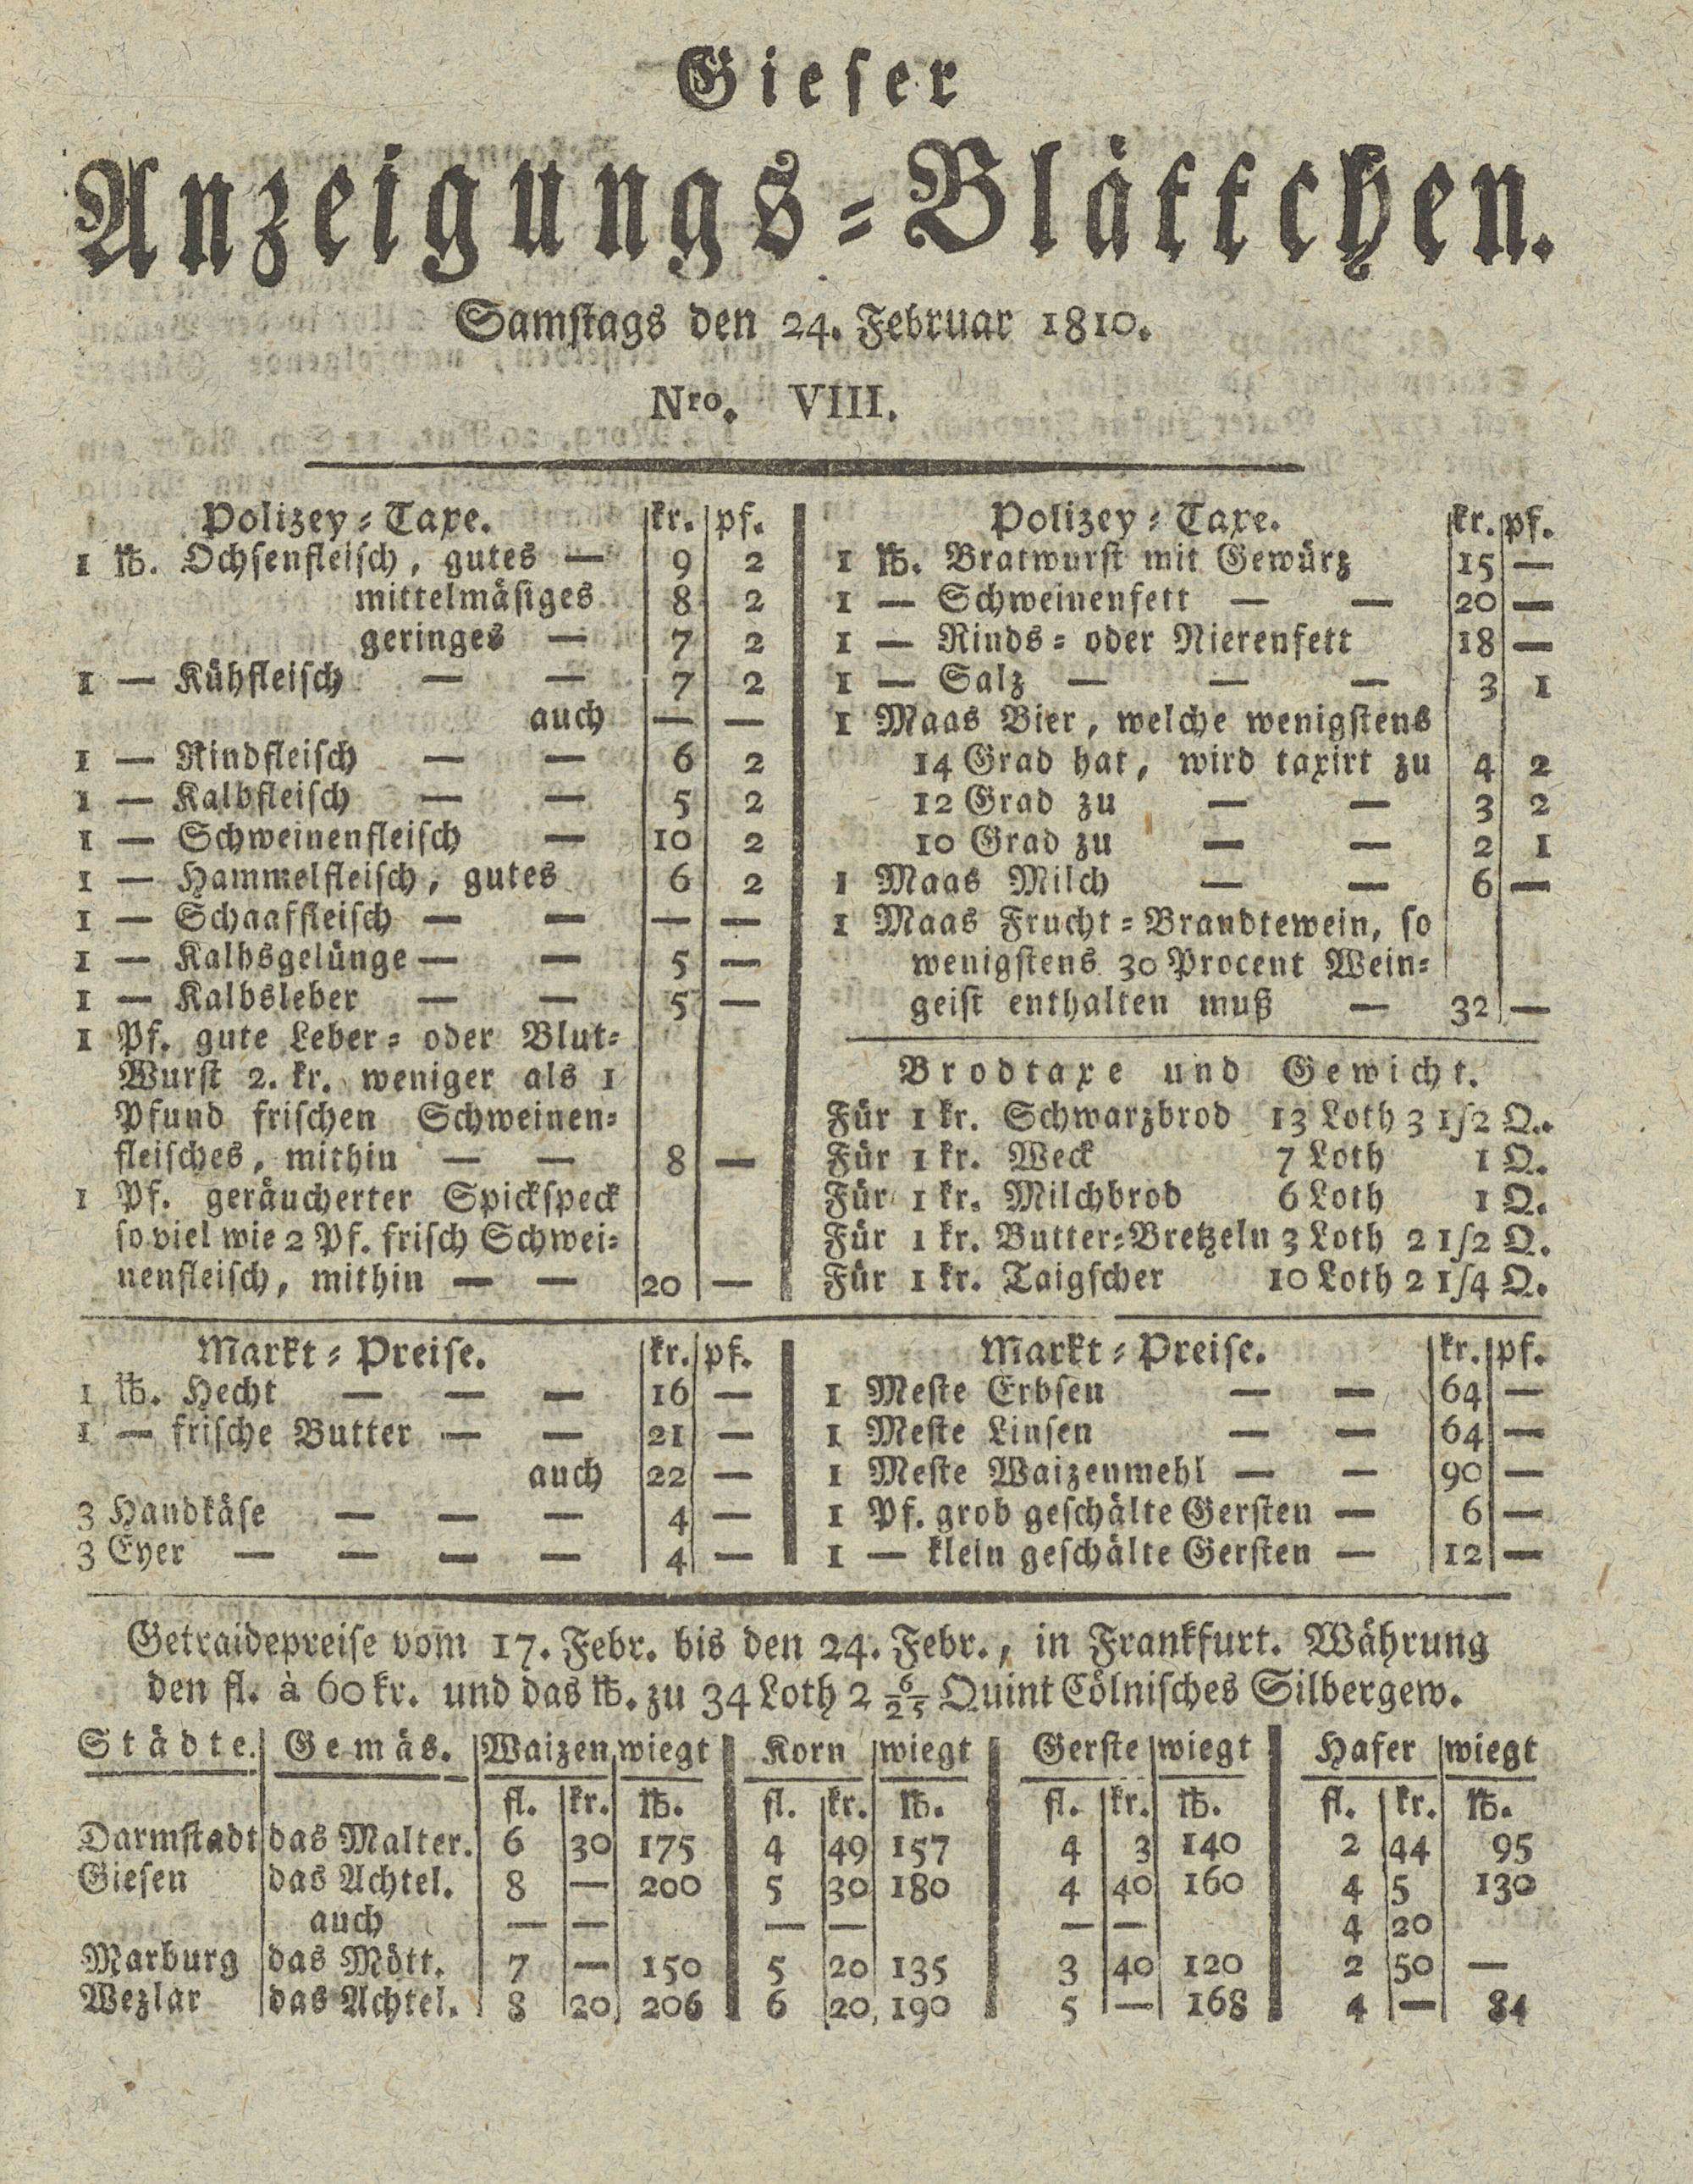 Gieser
Anzeigungs-Blättchen.
Samstags den 24. Februar 1810.
Nro. VIII.
Polizey-Taxe. kr. pf.
1 ℔. Ochsenfleisch, gutes — 9 2
mittelmäsiges 8 2
geringes — 7 2
1 — Kühfleisch — — 7 2
auch — —
1 — Rindfleisch — — 6 2
1 — Kalbfleisch — — 5 2
1 — Schweinenfleisch — 10 2
1 — Hammelfleisch, gutes 6 2
1 — Schaaffleisch — — — —
1 — Kalbsgelünge — — 5 —
1 — Kalbsleber — — 5 —
1 Pf. gute Leber- oder Blut-
Wurst 2. kr. weniger als 1
Pfund frischen Schweinen-
fleisches, mithin — — 8 —
1 Pf. geräucherter Spickspeck
so viel wie 2 Pf. frisch Schwei-
nenfleisch, mithin — — 20 —
Polizey-Taxe. kr. pf.
1 ℔. Bratwurst mit Gewürz 15 —
1 — Schweinenfett — — 20 —
1 — Rinds- oder Nierenfett 18 —
1 — Salz — — — 3 1
1 Maas Bier, welche wenigstens
14 Grad hat, wird taxirt zu 4 2
12 Grad zu — — 3 2
10 Grad zu — — 2 1
1 Maas Milch — — 6 —
1 Maas Frucht-Brandtewein, so
wenigstens 30 Procent Wein-
geist enthalten muß — 32 —
Brodtaxe und Gewicht.
Für 1 kr. Schwarzbrod 13 Loth 3 1/2 Q.
Für 1 kr. Weck 7 Loth 1 Q.
Für 1 kr. Milchbrod 6 Loth 1 Q.
Für 1 kr. Butter-Bretzeln 3 Loth 2 1/2 Q.
Für 1 kr. Taigscher 10 Loth 2 1/4 Q.
Markt-Preise. kr. pf.
1 ℔. Hecht — — — 16 —
1 — frische Butter — — 21 —
auch 22 —
3 Handkäse — — — 4 —
3 Eyer — — — — 4 —
Markt-Preise. kr. pf.
1 Meste Erbsen — — 64 —
1 Meste Linsen — — 64 —
1 Meste Waizenmehl — — 90 —
1 Pf. grob geschälte Gersten — 6 —
1 — klein geschälte Gersten — 12 —
Getraidepreise vom 17. Febr. bis den 24. Febr., in Frankfurt. Währung
den fl. à 60 kr. und das ℔. zu 34 Loth 2 6/25 Quint Cölnisches Silbergew.
Städte. Gemäs. Waizen wiegt Korn wiegt Gerste wiegt Hafer wiegt
fl. kr. ℔. fl. kr. ℔. fl. kr. ℔. fl. kr. ℔.
Darmstadt das Malter. 6 30 175 4 49 157 4 3 140 2 44 95
Giesen das Achtel. 8 — 200 5 30 180 4 40 160 4 5 130
auch — — — — — — 4 20
Marburg das Mött. 7 — 150 5 20 135 3 40 120 2 50 —
Wezlar das Achtel. 8 20 206 6 20 190 5 — 168 4 — 84